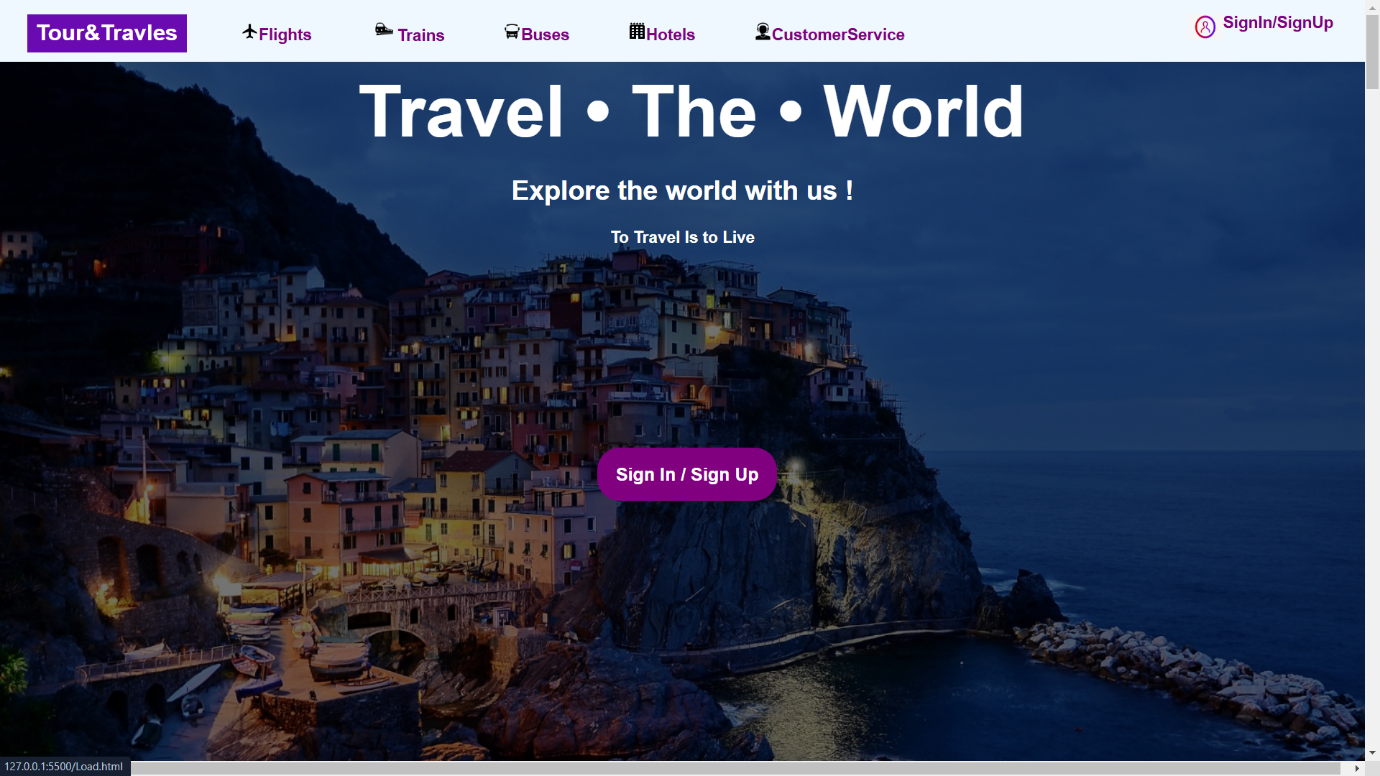 Tour&Travles
Flights
Trains
Buses
Hotels
CustomerService
SignIn/SignUp
Travel • The • World
Explore the world with us !
To Travel Is to Live
Sign In / Sign Up
127.0.0.1:5500/Load.html